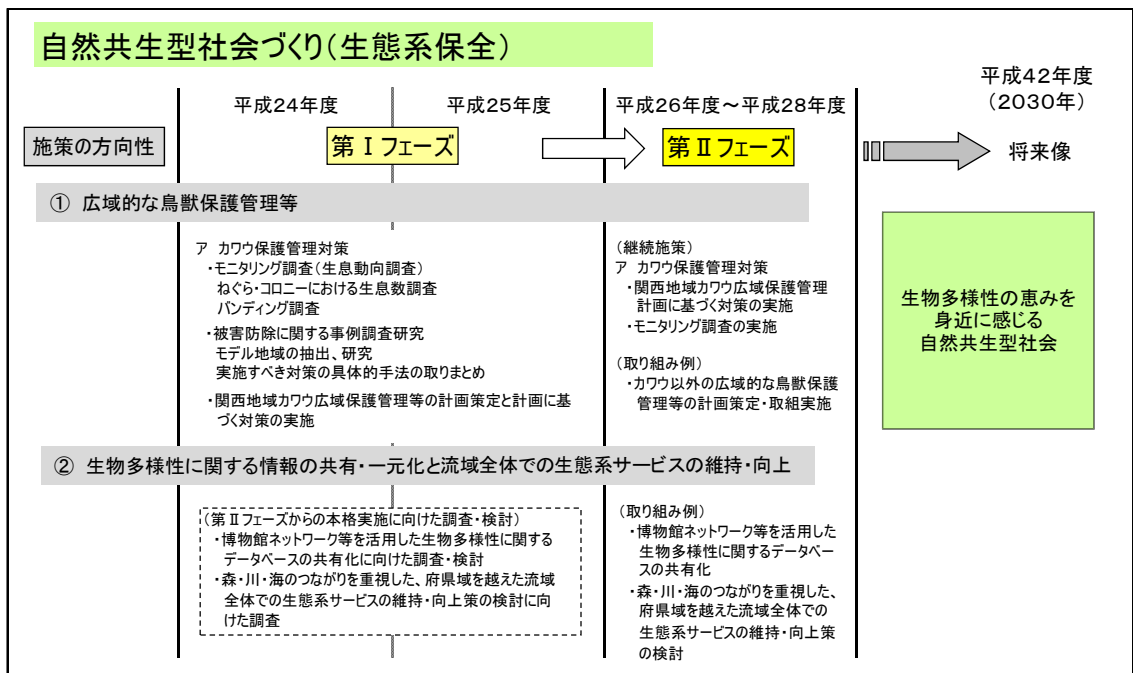 自然共生型社会づくり(生態系保全)
平成42年度
(2030年)
平成24年度
平成25年度
平成26年度～平成28年度
施策の方向性
第Ⅰフェーズ
第Ⅱフェーズ
将来像
① 広域的な鳥獣保護管理等
ア カワウ保護管理対策
・モニタリング調査(生息動向調査)
ねぐら・コロニーにおける生息数調査
バンディング調査
・被害防除に関する事例調査研究
モデル地域の抽出、研究
実施すべき対策の具体的手法の取りまとめ
・関西地域カワウ広域保護管理等の計画策定と計画に基
づく対策の実施
(継続施策)
ア カワウ保護管理対策
・関西地域カワウ広域保護管理
計画に基づく対策の実施
・モニタリング調査の実施
(取り組み例)
・カワウ以外の広域的な鳥獣保護
管理等の計画策定・取組実施
生物多様性の恵みを
身近に感じる
自然共生型社会
② 生物多様性に関する情報の共有・一元化と流域全体での生態系サービスの維持・向上
(第Ⅱフェーズからの本格実施に向けた調査・検討)
・博物館ネットワーク等を活用した生物多様性に関する
データベースの共有化に向けた調査・検討
・森・川・海のつながりを重視した、府県域を越えた流域
全体での生態系サービスの維持・向上策の検討に向
けた調査
(取り組み例)
・博物館ネットワーク等を活用した
生物多様性に関するデータベー
スの共有化
・森・川・海のつながりを重視した、
府県域を越えた流域全体での
生態系サービスの維持・向上策
の検討